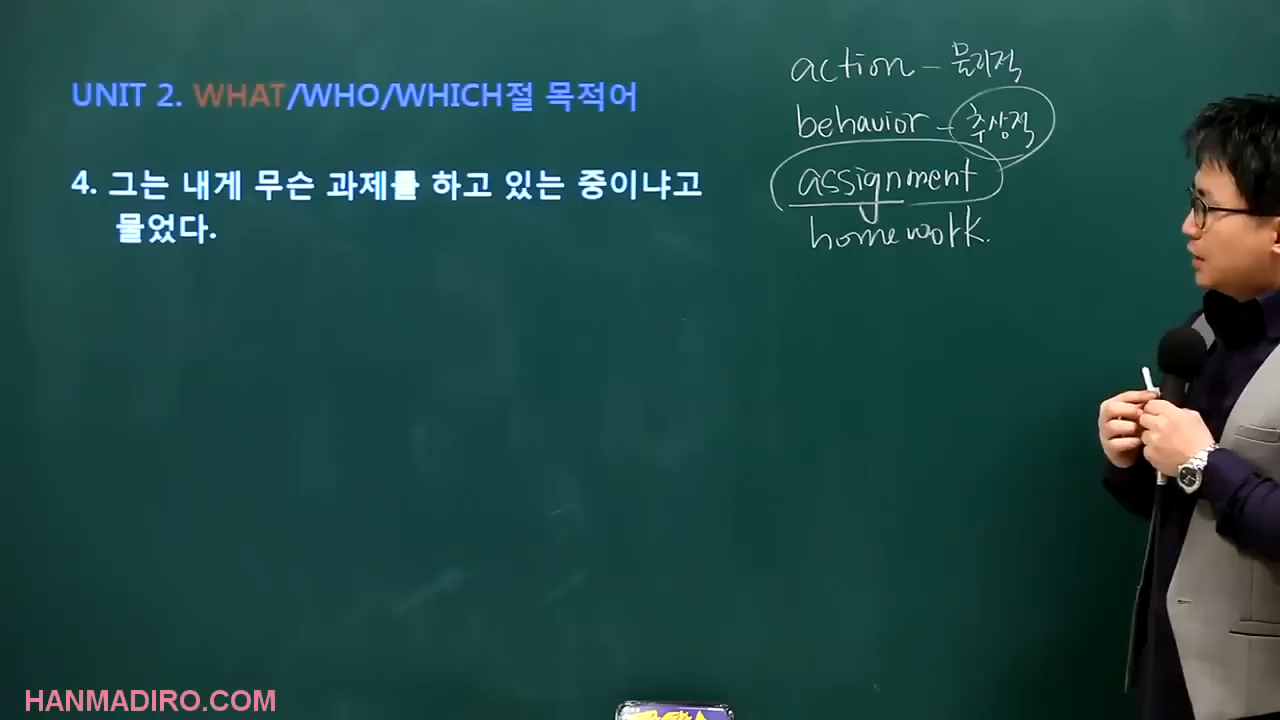 UNIT 2. WHAT/WHO/WHICH절 목적어
4. 그는 내게 무슨 과제를 하고 있는 중이냐고
물었다.
action - 물리적
behavior - 추상적
assignment
homework.
HANMADIRO.COM